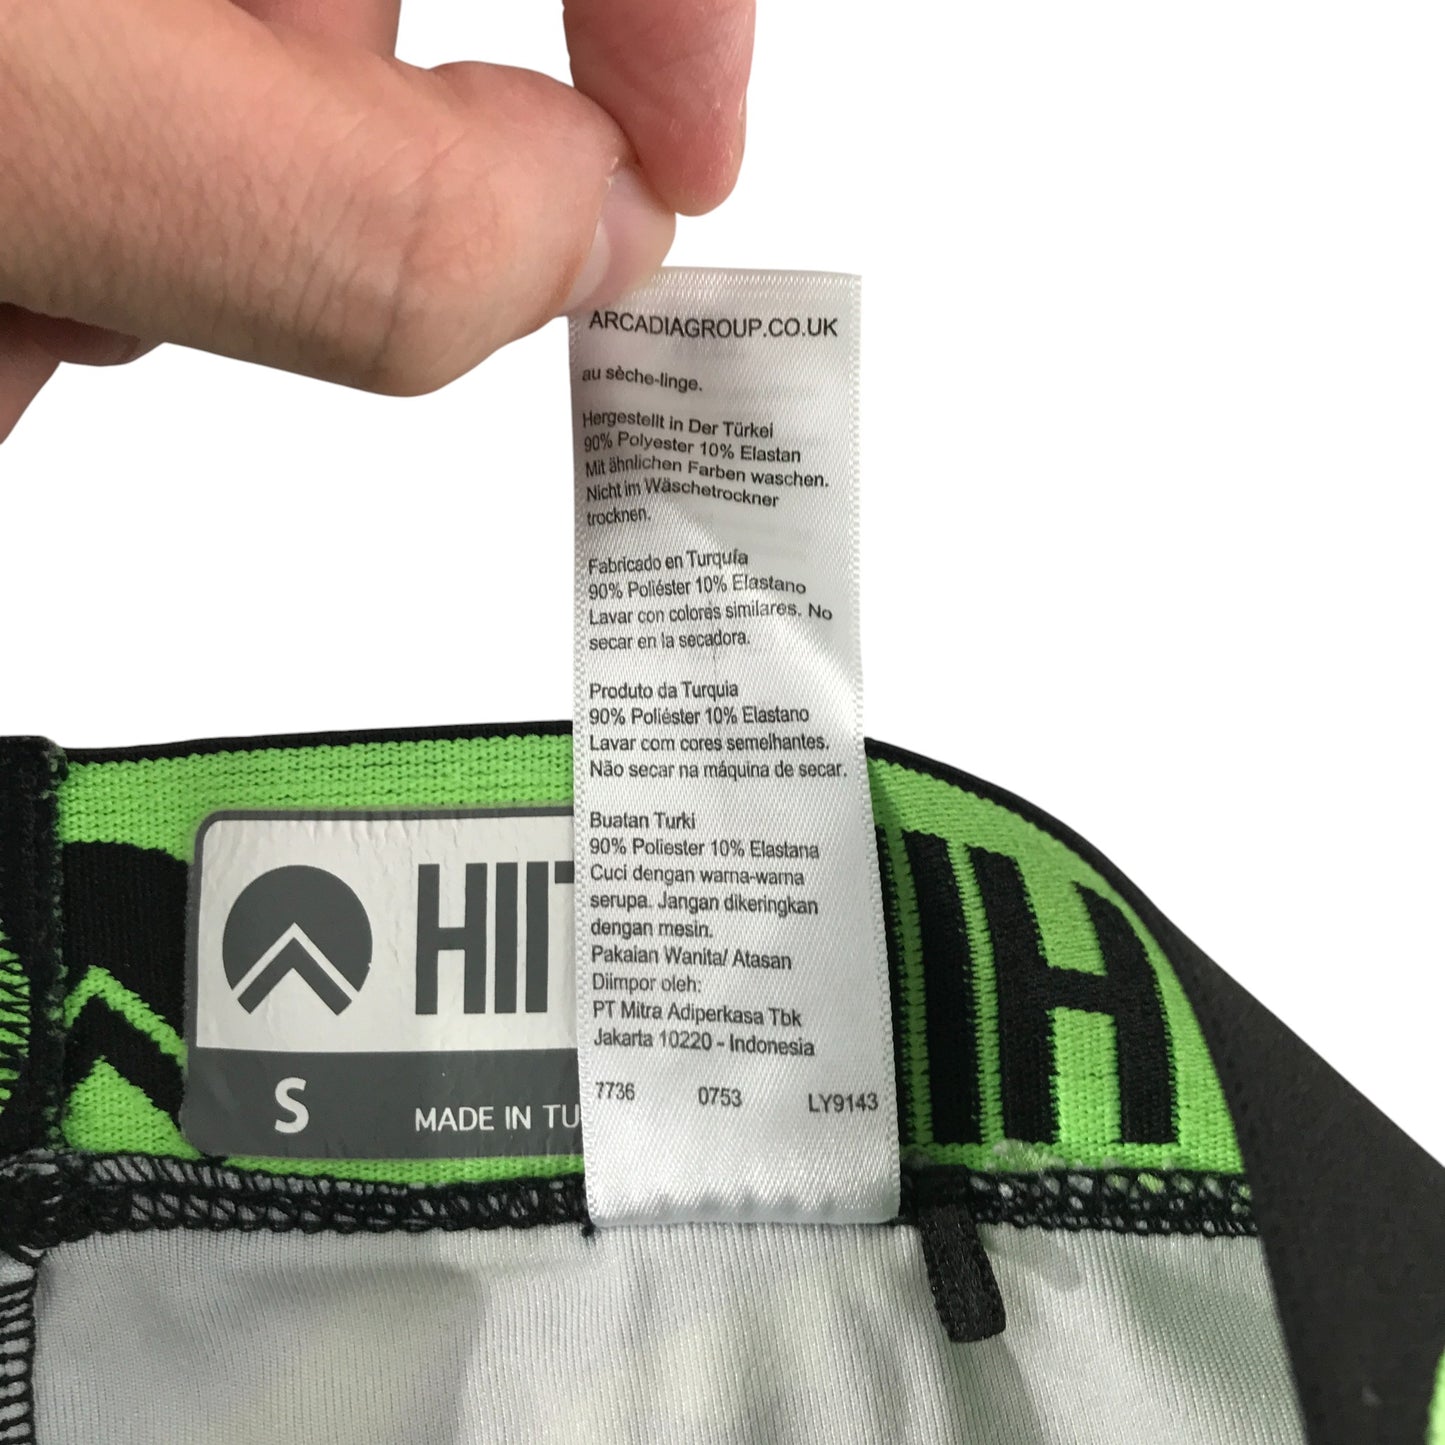 ARCADIAGROUP.CO.UK
au sèche-linge.
Hergestellt in Der Türkei
90% Polyester 10% Elastan
Mit ähnlichen Farben waschen.
Nicht im Wäschetrockner
trocknen.
Fabricado en Turquía
90% Poliéster 10% Elastano
Lavar con colores similares. No
secar en la secadora.
Produto da Turquia
90% Poliéster 10% Elastano
Lavar com cores semelhantes.
Não secar na máquina de secar.
Buatan Turki
90% Poliester 10% Elastana
Cuci dengan warna-warna
serupa. Jangan dikeringkan
dengan mesin.
Pakaian Wanita/ Atasan
Diimpor oleh:
PT Mitra Adiperkasa Tbk
Jakarta 10220 - Indonesia
7736 0753 LY9143
HIIT
S
MADE IN TU
IH